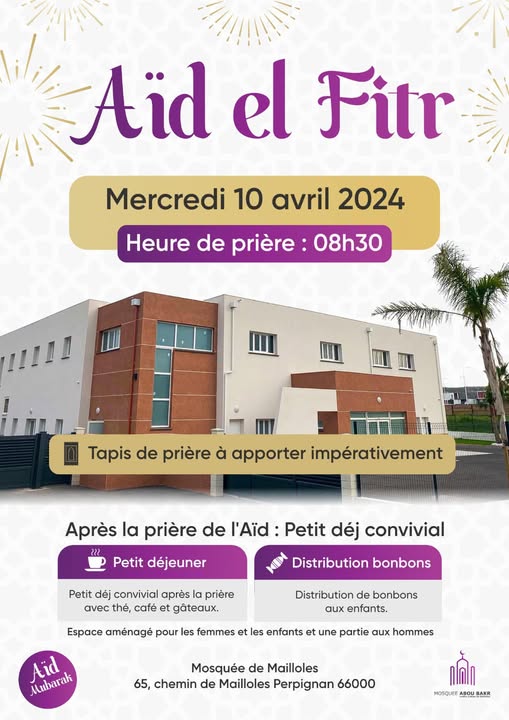 Aïd el Fitr
Mercredi 10 avril 2024
Heure de prière : 08h30
Tapis de prière à apporter impérativement
Après la prière de l'Aïd : Petit déj convivial
Petit déjeuner
Petit déj convivial après la prière
avec thé, café et gâteaux.
Distribution bonbons
Distribution de bonbons
aux enfants.
Espace aménagé pour les femmes et les enfants et une partie aux hommes
Aïd
Mubarak
Mosquée de Mailloles
65, chemin de Mailloles Perpignan 66000
MOSQUÉE ABOU BAKR